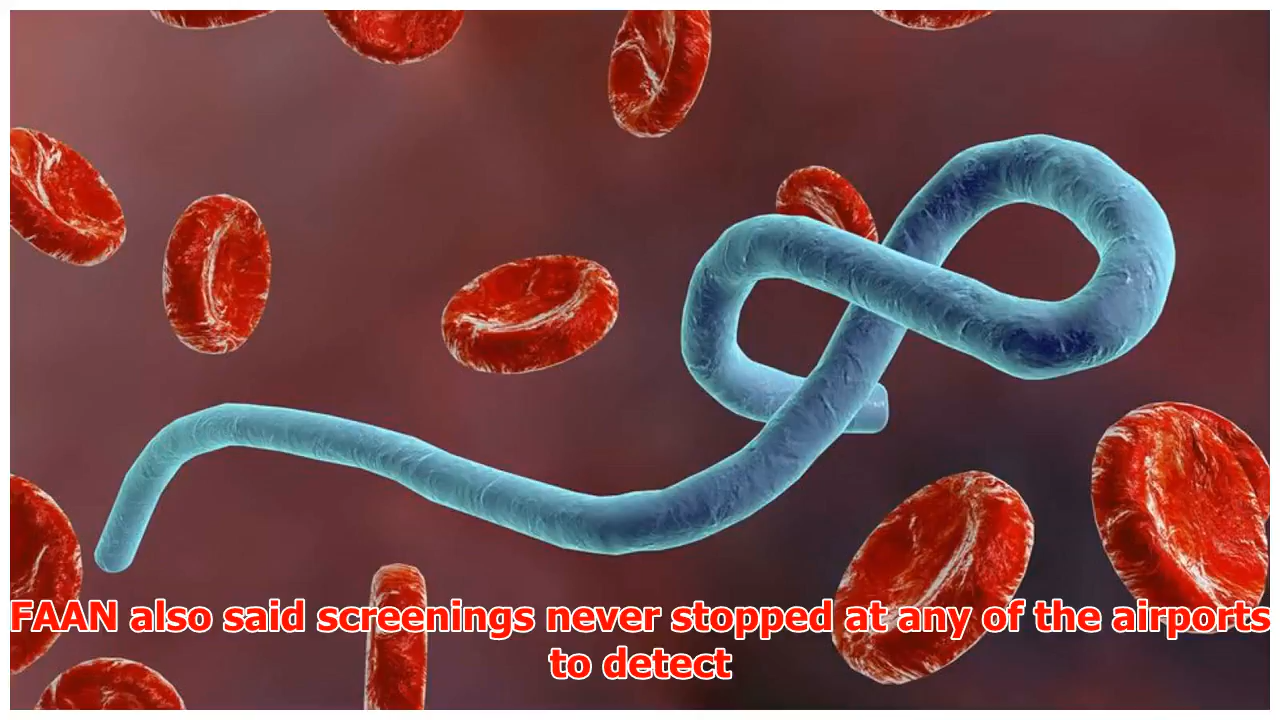 FAAN also said screenings never stopped at any of the airports
to detect